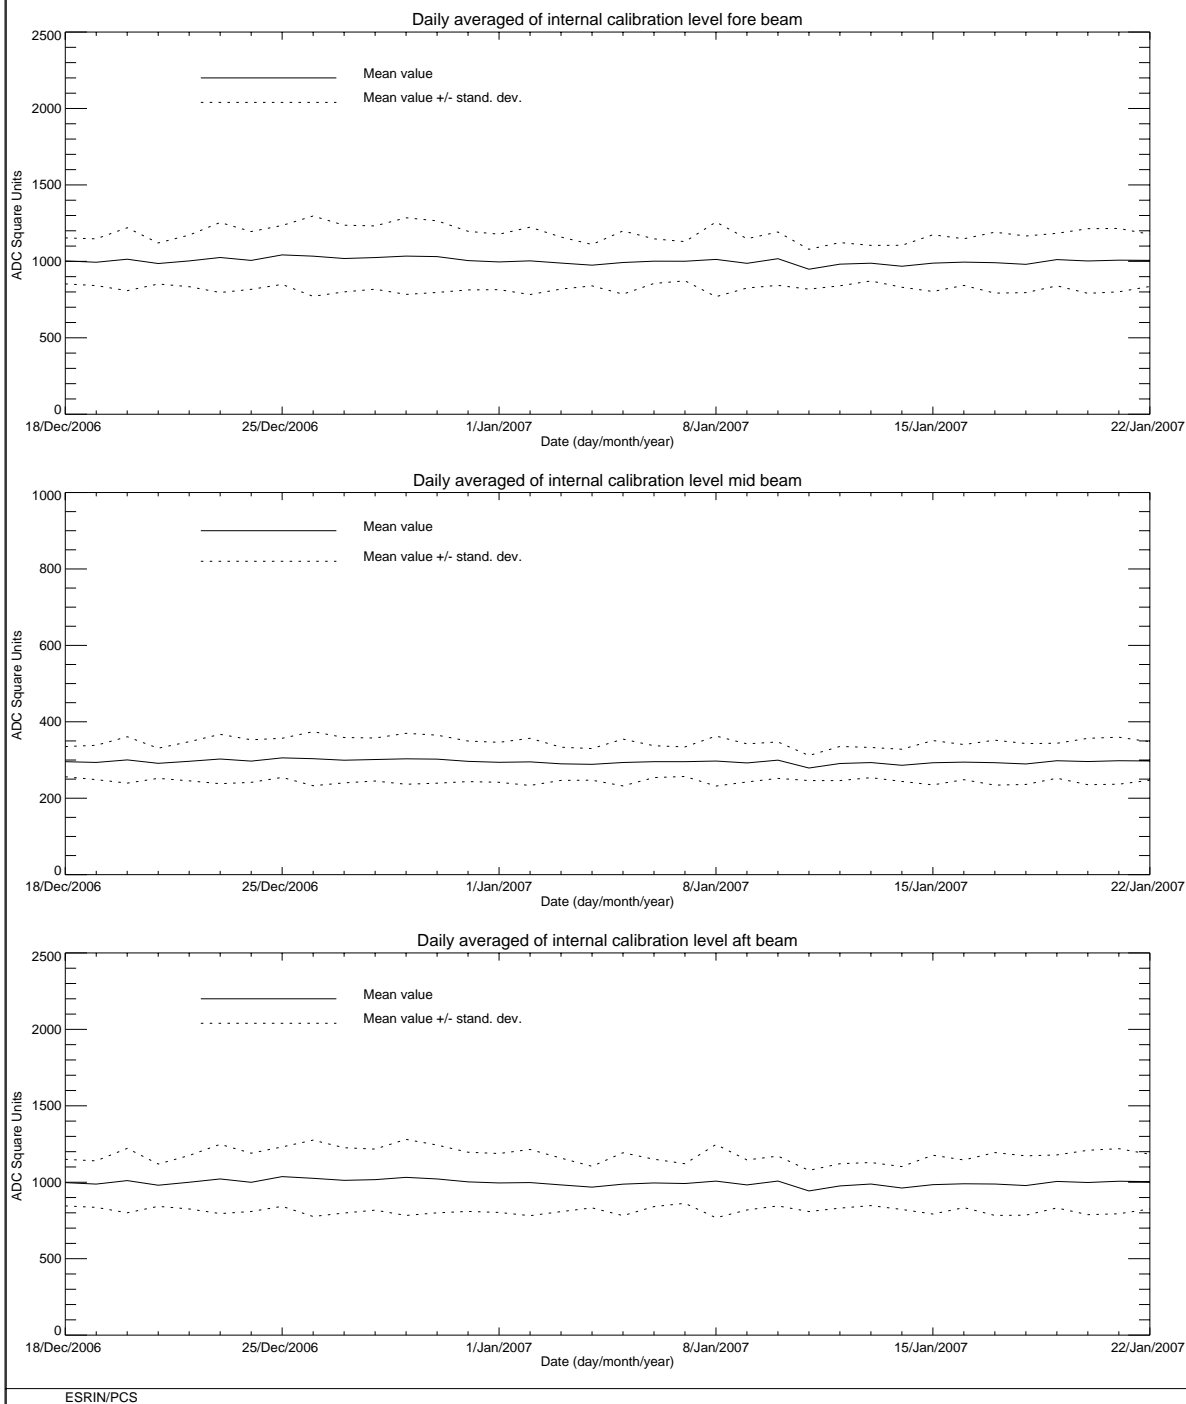 Daily averaged of internal calibration level fore beam
2500
2000
1500
1000
500
0
ADC Square Units
Mean value
Mean value +/- stand. dev.
18/Dec/2006 25/Dec/2006 1/Jan/2007 8/Jan/2007 15/Jan/2007 22/Jan/2007
Date (day/month/year)
Daily averaged of internal calibration level mid beam
1000
800
600
400
200
0
ADC Square Units
Mean value
Mean value +/- stand. dev.
18/Dec/2006 25/Dec/2006 1/Jan/2007 8/Jan/2007 15/Jan/2007 22/Jan/2007
Date (day/month/year)
Daily averaged of internal calibration level aft beam
2500
2000
1500
1000
500
0
ADC Square Units
Mean value
Mean value +/- stand. dev.
18/Dec/2006 25/Dec/2006 1/Jan/2007 8/Jan/2007 15/Jan/2007 22/Jan/2007
Date (day/month/year)
ESRIN/PCS